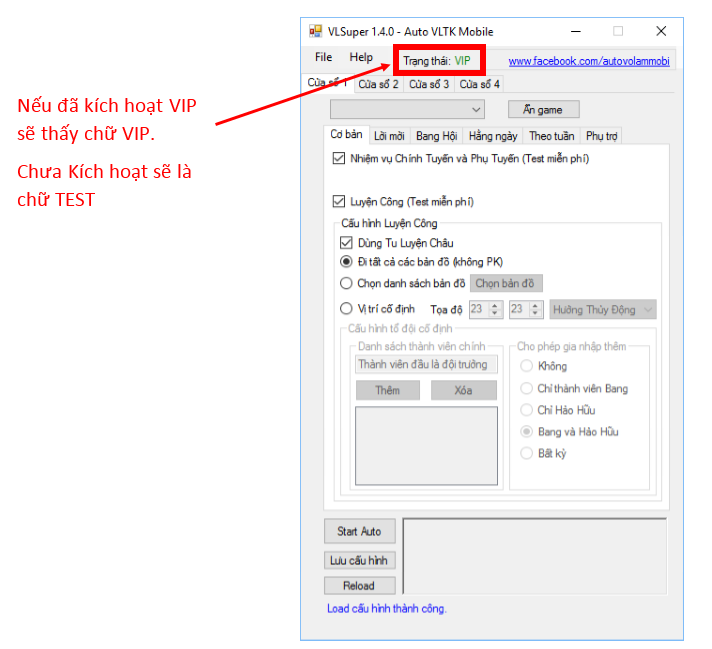 VLSuper 1.4.0 - Auto VLTK Mobile
File Help Trạng thái: VIP www.facebook.com/autovolammobi
Cửa sổ 1 Cửa sổ 2 Cửa sổ 3 Cửa sổ 4
Nếu đã kích hoạt VIP
sẽ thấy chữ VIP.
Chưa Kích hoạt sẽ là
chữ TEST
Ẩn game
Cơ bản Lời mời Bang Hội Hằng ngày Theo tuần Phụ trợ
Nhiệm vụ Chính Tuyến và Phụ Tuyến (Test miễn phí)
Luyện Công (Test miễn phí)
Cấu hình Luyện Công
Dùng Tu Luyện Châu
Đi tất cả các bản đồ (không PK)
Chọn danh sách bản đồ Chọn bản đồ
Vị trí cố định Tọa độ 23 23 Hưởng Thủy Động
Cấu hình tổ đội cố định
Danh sách thành viên chính
Thành viên đầu là đội trưởng
Thêm Xóa
Cho phép gia nhập thêm
Không
Chỉ thành viên Bang
Chỉ Hảo Hữu
Bang và Hảo Hữu
Bất kỳ
Start Auto
Lưu cấu hình
Reload
Load cấu hình thành công.